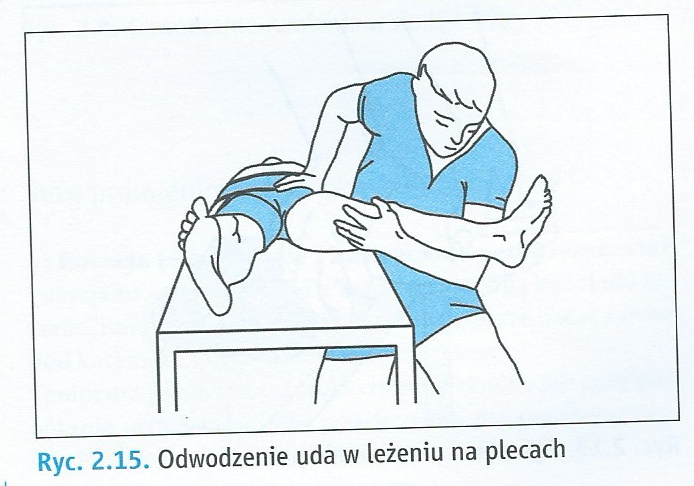 Ryc. 2.15. Odwodzenie uda w leżeniu na plecach